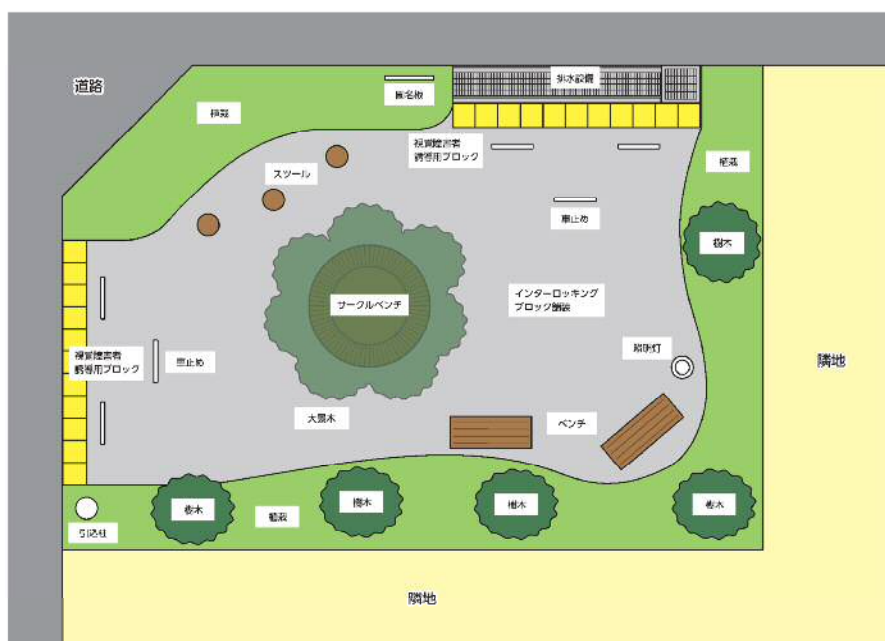 道路
排水設備
園名板
植栽
視覚障害者
誘導用ブロック
スツール
植栽
車止め
樹木
サークルベンチ
インターロッキング
ブロック舗装
照明灯
視覚障害者
誘導用ブロック
車止め
隣地
大景木
ベンチ
樹木
植栽
樹木
樹木
樹木
引込柱
隣地